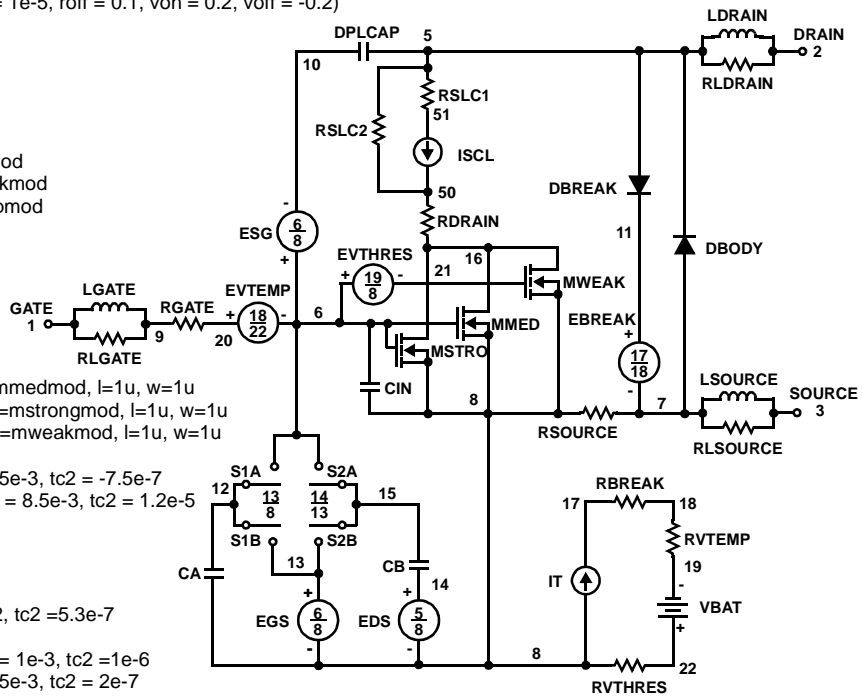 = 1e-5, roff = 0.1, von = 0.2, voff = -0.2)
LDRAIN
DPLCAP 5 DRAIN
10 2
RLDRAIN
RSLC1
51
RSLC2
ISCL
od
kmod DBREAK
omod 50
-
RDRAIN
ESG 6 8 11 DBODY
+
EVTHRES 16
+ 19 8 - 21 MWEAK
LGATE EVTEMP
GATE RGATE + 18 22 - 6 MMED EBREAK
1 9 20 +
MSTRO 17 18
RLGATE -
mmedmod, l=1u, w=1u CIN LSOURCE
=mstrongmod, l=1u, w=1u 8 7 SOURCE
=mweakmod, l=1u, w=1u 3
RSOURCE
RLSOURCE
5e-3, tc2 = -7.5e-7 S1A S2A
= 8.5e-3, tc2 = 1.2e-5 12 13 8 14 13 15 RBREAK
17 18
S1B S2B
RVTEMP
13 CB 19
CA 14 IT -
+ +
VBAT
2, tc2 =5.3e-7 EGS 6 8 EDS 5 8 +
- - 8
= 1e-3, tc2 =1e-6 22
5e-3, tc2 = 2e-7 RVTHRES